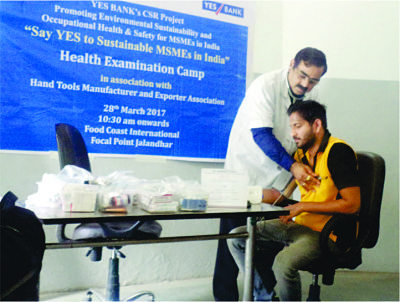 YES BANK's CSR Project
Promoting Environmental Sustainability and
Occupational Health & Safety for MSMEs in India
"Say YES to Sustainable MSMEs in India"
Health Examination Camp
in association with
Hand Tools Manufacturer and Exporter Association
28th March 2017
10:30 am onwards
Food Coast International
Focal Point Jalandhar
YES BANK